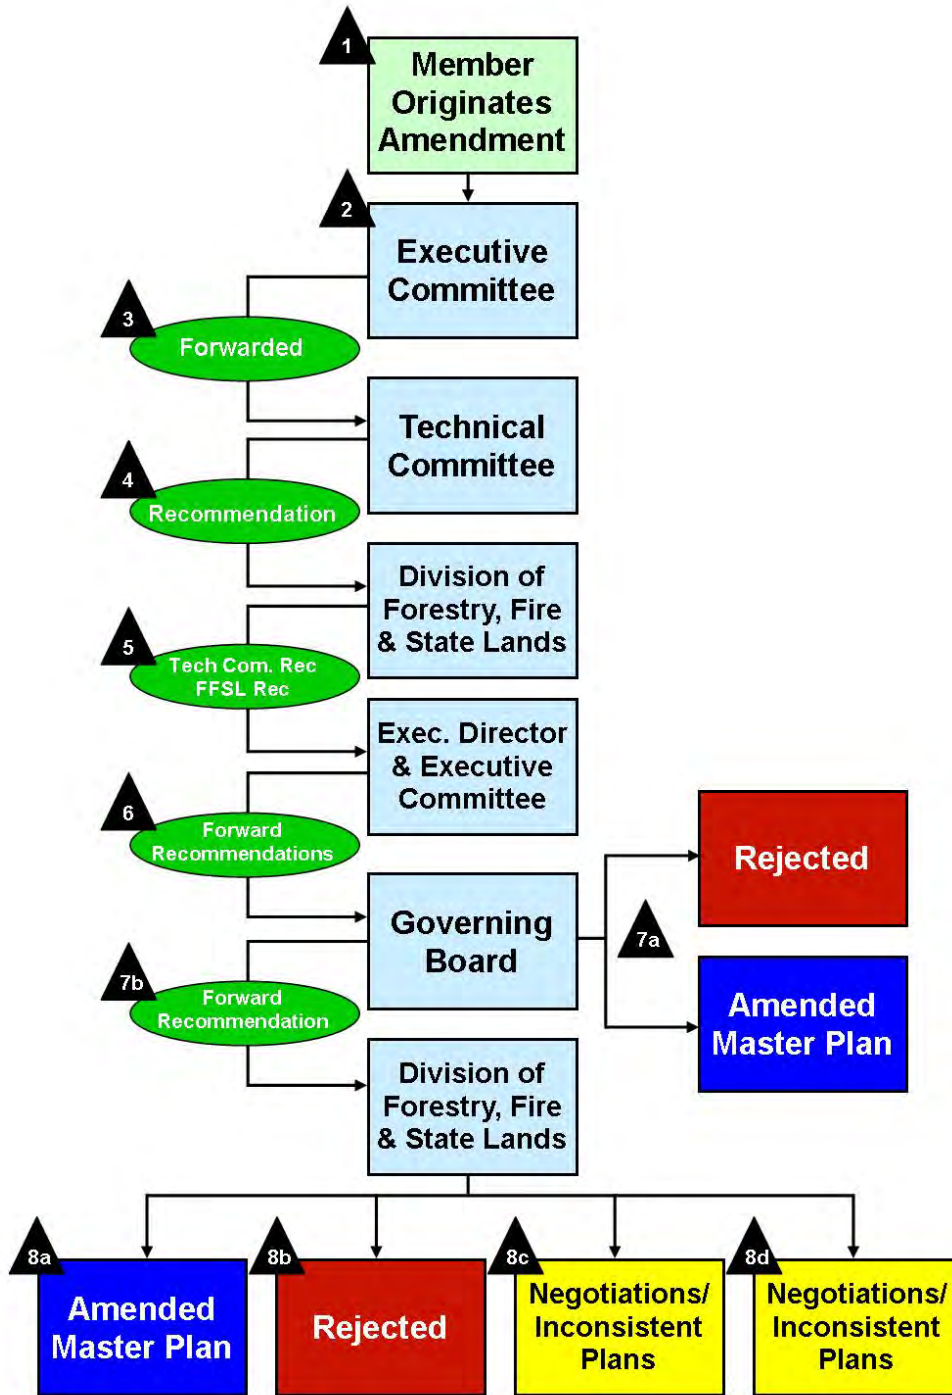 1
Member
Originates
Amendment
2
Executive
Committee
3
Forwarded
Technical
Committee
4
Recommendation
Division of
Forestry, Fire
& State Lands
5
Tech Com. Rec
FFSL Rec
Exec. Director
& Executive
Committee
6
Forward
Recommendations
Rejected
Governing
Board
7a
7b
Forward
Recommendation
Amended
Master Plan
Division of
Forestry, Fire
& State Lands
8a
Amended
Master Plan
8b
Rejected
8c
Negotiations/
Inconsistent
Plans
8d
Negotiations/
Inconsistent
Plans